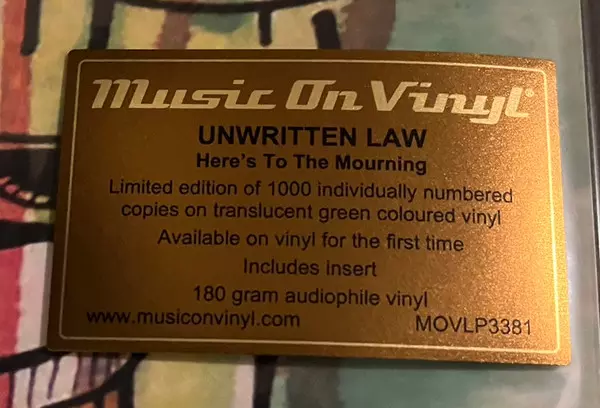 Music On Vinyl®
UNWRITTEN LAW
Here's To The Mourning
Limited edition of 1000 individually numbered
copies on translucent green coloured vinyl
Available on vinyl for the first time
Includes insert
180 gram audiophile vinyl
www.musiconvinyl.com MOVLP3381